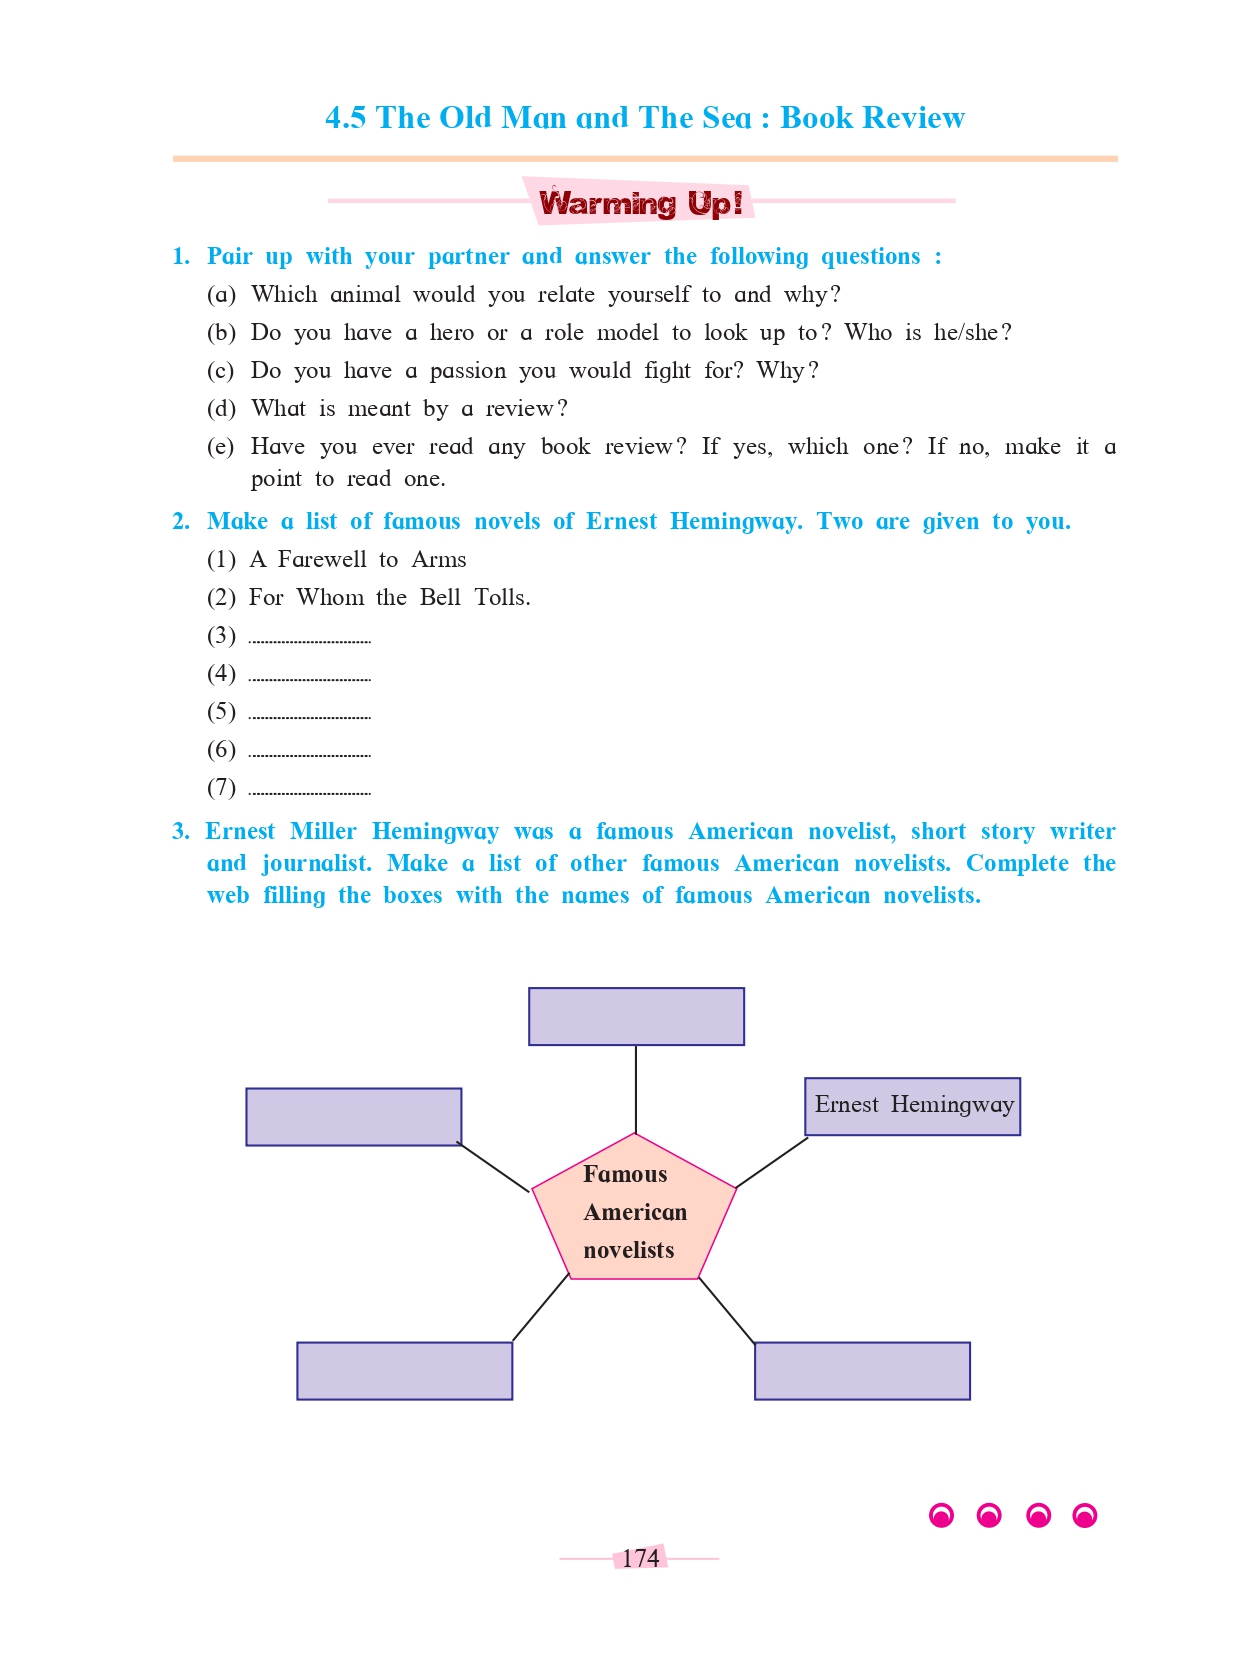 4.5 The Old Man and The Sea : Book Review
Warming Up!
1. Pair up with your partner and answer the following questions :
(a) Which animal would you relate yourself to and why?
(b) Do you have a hero or a role model to look up to? Who is he/she?
(c) Do you have a passion you would fight for? Why?
(d) What is meant by a review?
(e) Have you ever read any book review? If yes, which one? If no, make it a
point to read one.
2. Make a list of famous novels of Ernest Hemingway. Two are given to you.
(1) A Farewell to Arms
(2) For Whom the Bell Tolls.
(3) ..............................
(4) ..............................
(5) ..............................
(6) ..............................
(7) ..............................
3. Ernest Miller Hemingway was a famous American novelist, short story writer
and journalist. Make a list of other famous American novelists. Complete the
web filling the boxes with the names of famous American novelists.
Ernest Hemingway
Famous
American
novelists
174